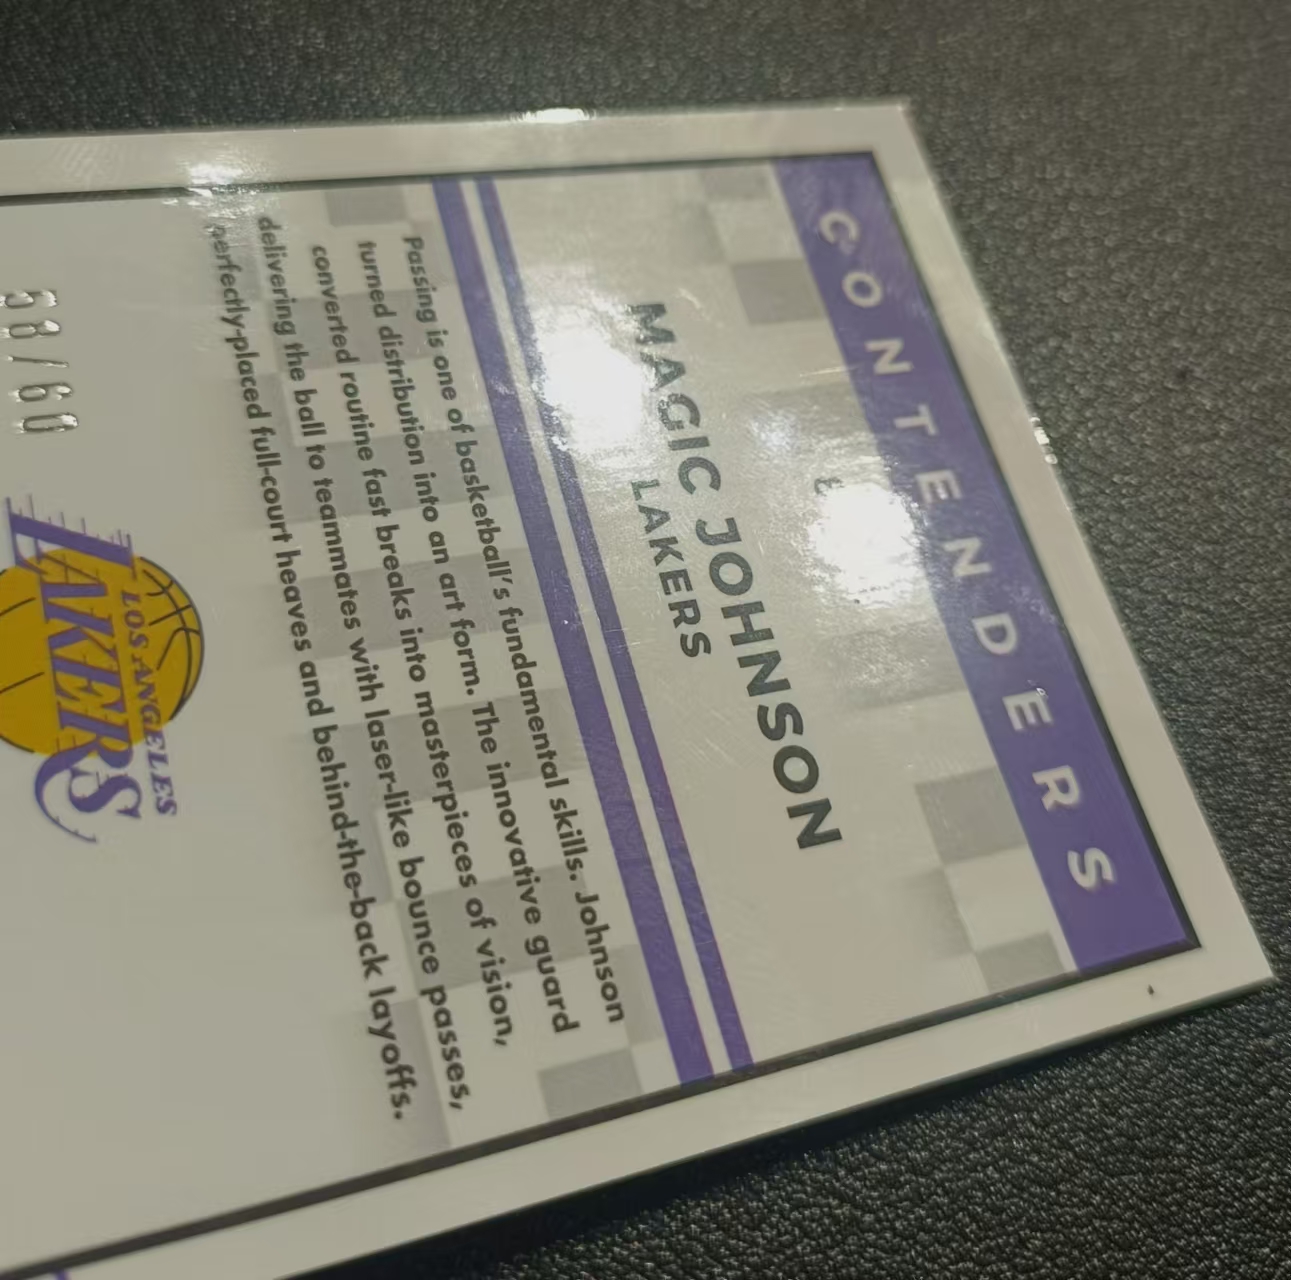 CONTENDERS
MAGIC JOHNSON
LAKERS
Passing is one of basketball's fundamental skills. Johnson
turned distribution into an art form. The innovative guard
converted routine fast breaks into masterpieces of vision,
delivering the ball to teammates with laser-like bounce passes,
perfectly-placed full-court heaves and behind-the-back layoffs.
58/60
LOS ANGELES
LAKERS